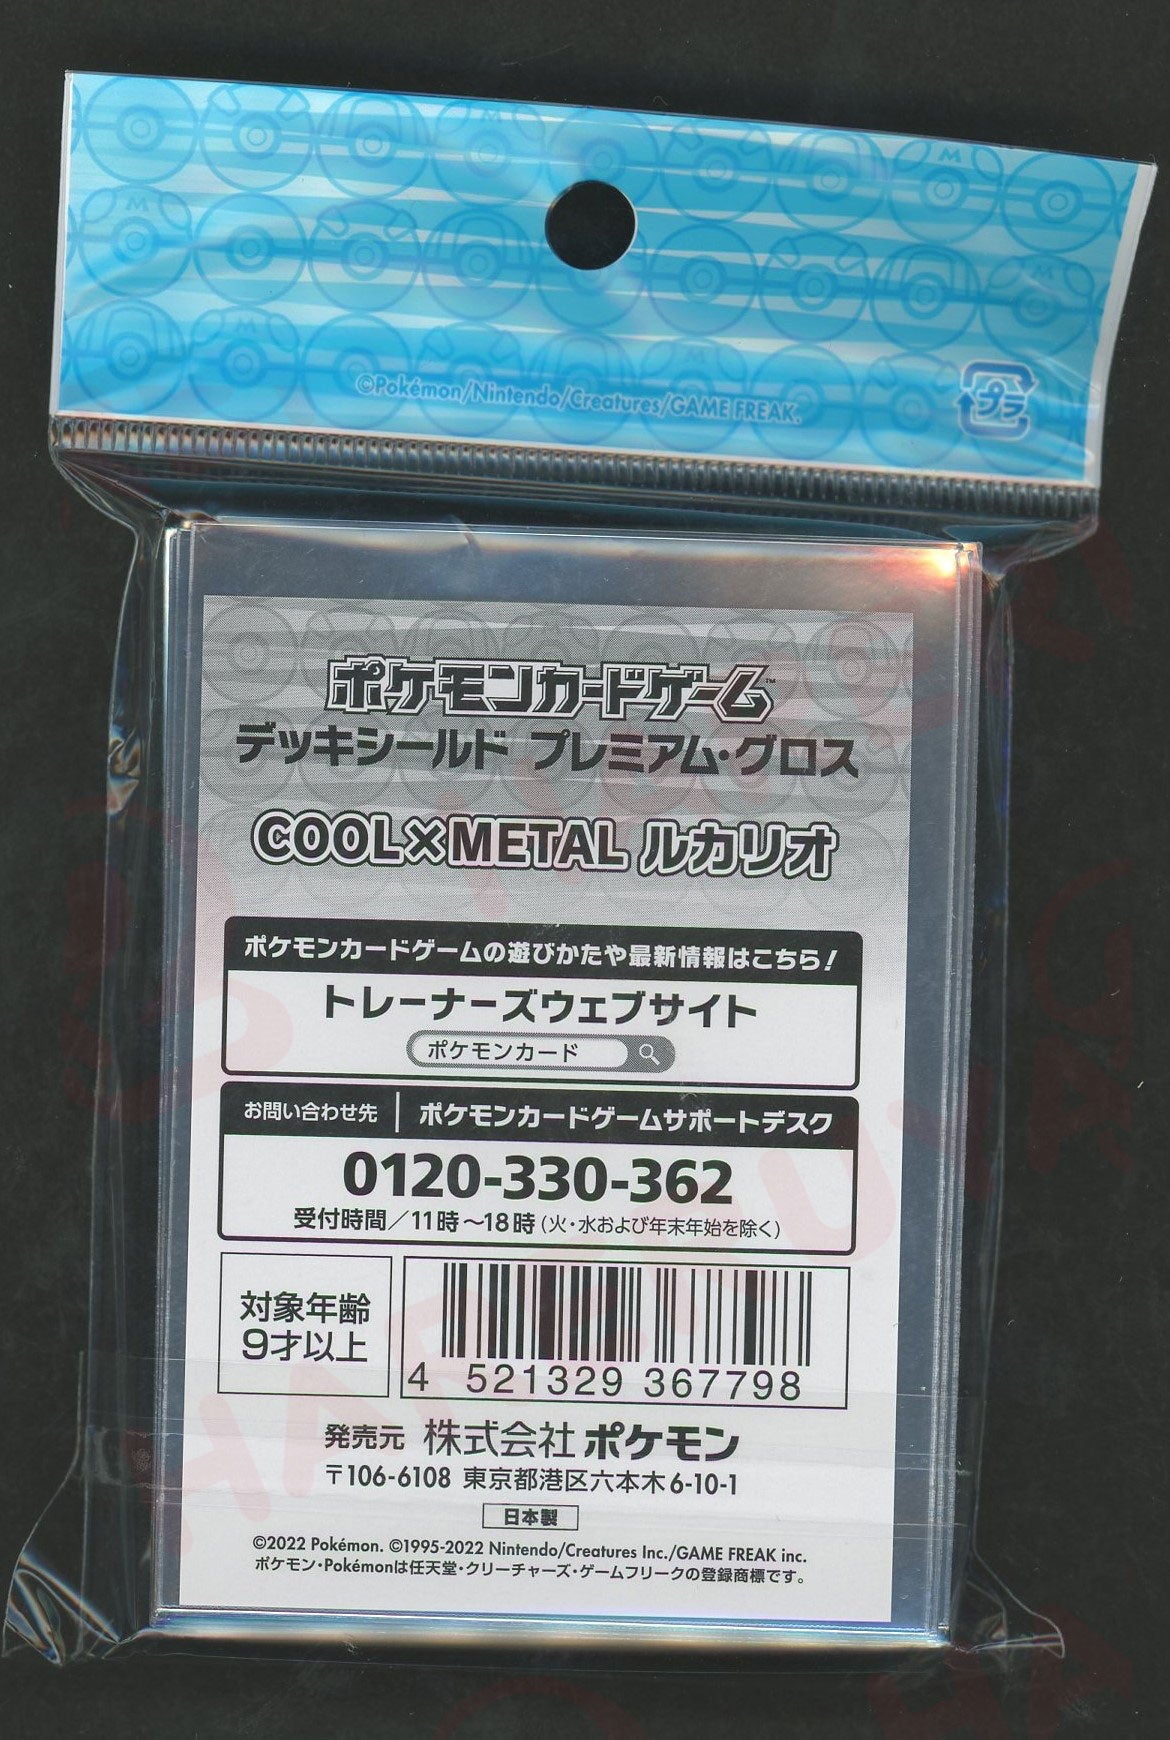 ©Pokémon/Nintendo/Creatures/GAME FREAK.
プラ
ポケモンカードゲーム™
デッキシールド プレミアム・グロス
COOL×METAL ルカリオ
ポケモンカードゲームの遊びかたや最新情報はこちら!
トレーナーズウェブサイト
ポケモンカード
お問い合わせ先 | ポケモンカードゲームサポートデスク
0120-330-362
受付時間/11時~18時(火・水および年末年始を除く)
対象年齢
9才以上
4 521329 367798
発売元 株式会社ポケモン
〒106-6108 東京都港区六本木6-10-1
日本製
©2022 Pokémon. ©1995-2022 Nintendo/Creatures Inc./GAME FREAK inc.
ポケモン・Pokémonは任天堂・クリーチャーズ・ゲームフリークの登録商標です。